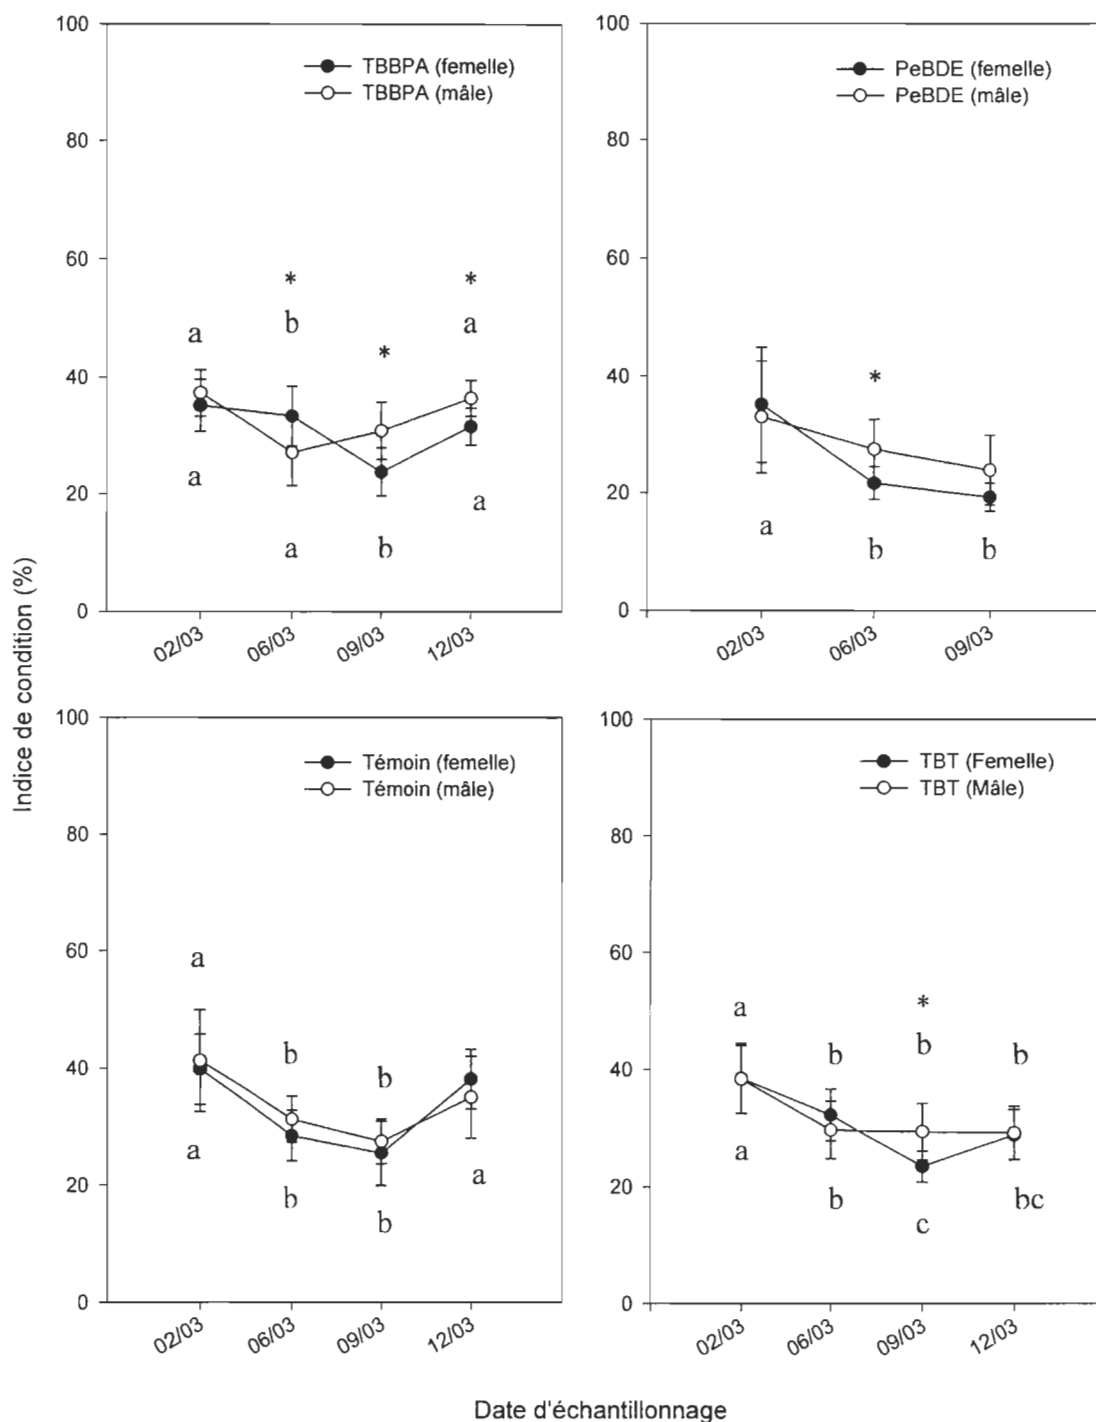 Indice de condition (%)
100
80
60
40
20
0
TBBPA (femelle)
TBBPA (mâle)
* *
a b * a
a a b a
02/03 06/03 09/03 12/03
100
80
60
40
20
0
PeBDE (femelle)
PeBDE (mâle)
*
a b b
02/03 06/03 09/03
100
80
60
40
20
0
Témoin (femelle)
Témoin (mâle)
a b b
a b b a
02/03 06/03 09/03 12/03
100
80
60
40
20
0
TBT (Femelle)
TBT (Mâle)
*
a b b b
a b c bc
02/03 06/03 09/03 12/03
Date d'échantillonnage